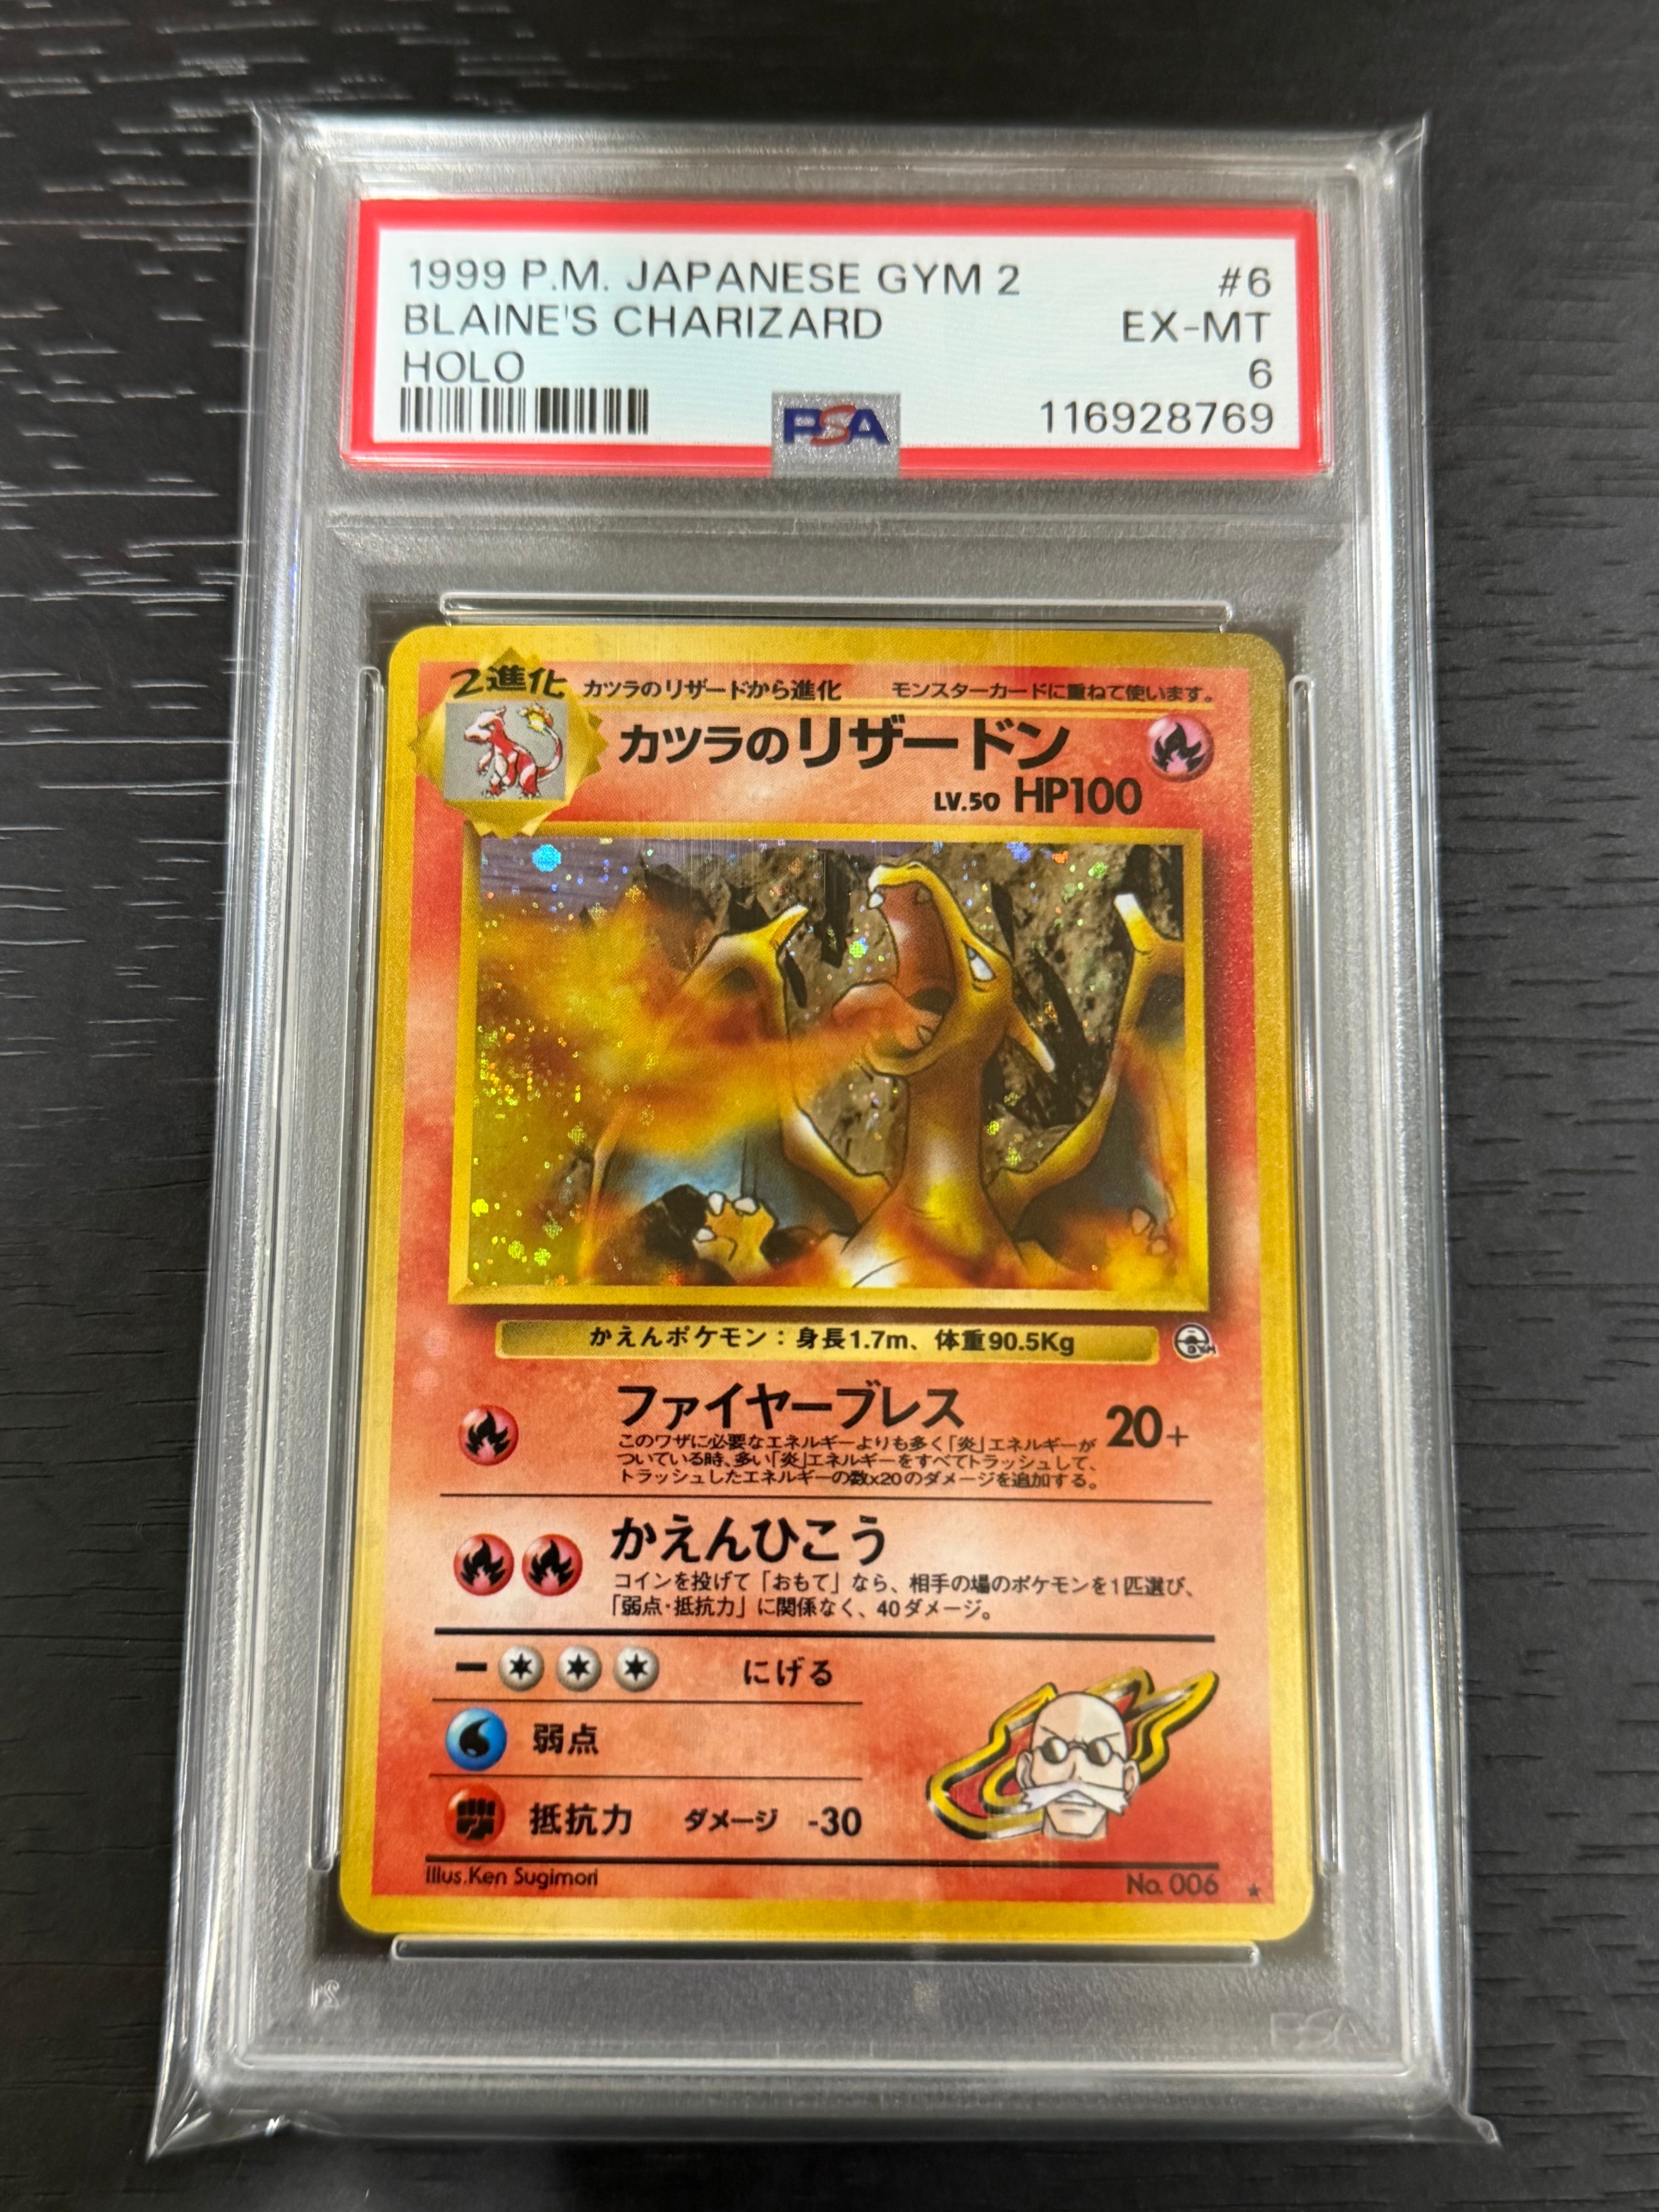 1999 P.M. JAPANESE GYM 2 #6
BLAINE'S CHARIZARD EX-MT
HOLO 6
PSA 116928769
2進化 カツラのリザードから進化 モンスターカードに重ねて使います。
カツラのリザードン
LV.50 HP100
かえんポケモン：身長1.7m、体重90.5Kg
ファイヤーブレス 20+
このワザに必要なエネルギーよりも多く「炎」エネルギーが
ついている時、多い「炎」エネルギーをすべてトラッシュして、
トラッシュしたエネルギーの数x20のダメージを追加する。
かえんひこう
コインを投げて「おもて」なら、相手の場のポケモンを1匹選び、
「弱点・抵抗力」に関係なく、40ダメージ。
にげる
弱点
抵抗力 ダメージ -30
Illus.Ken Sugimori No. 006
PSA